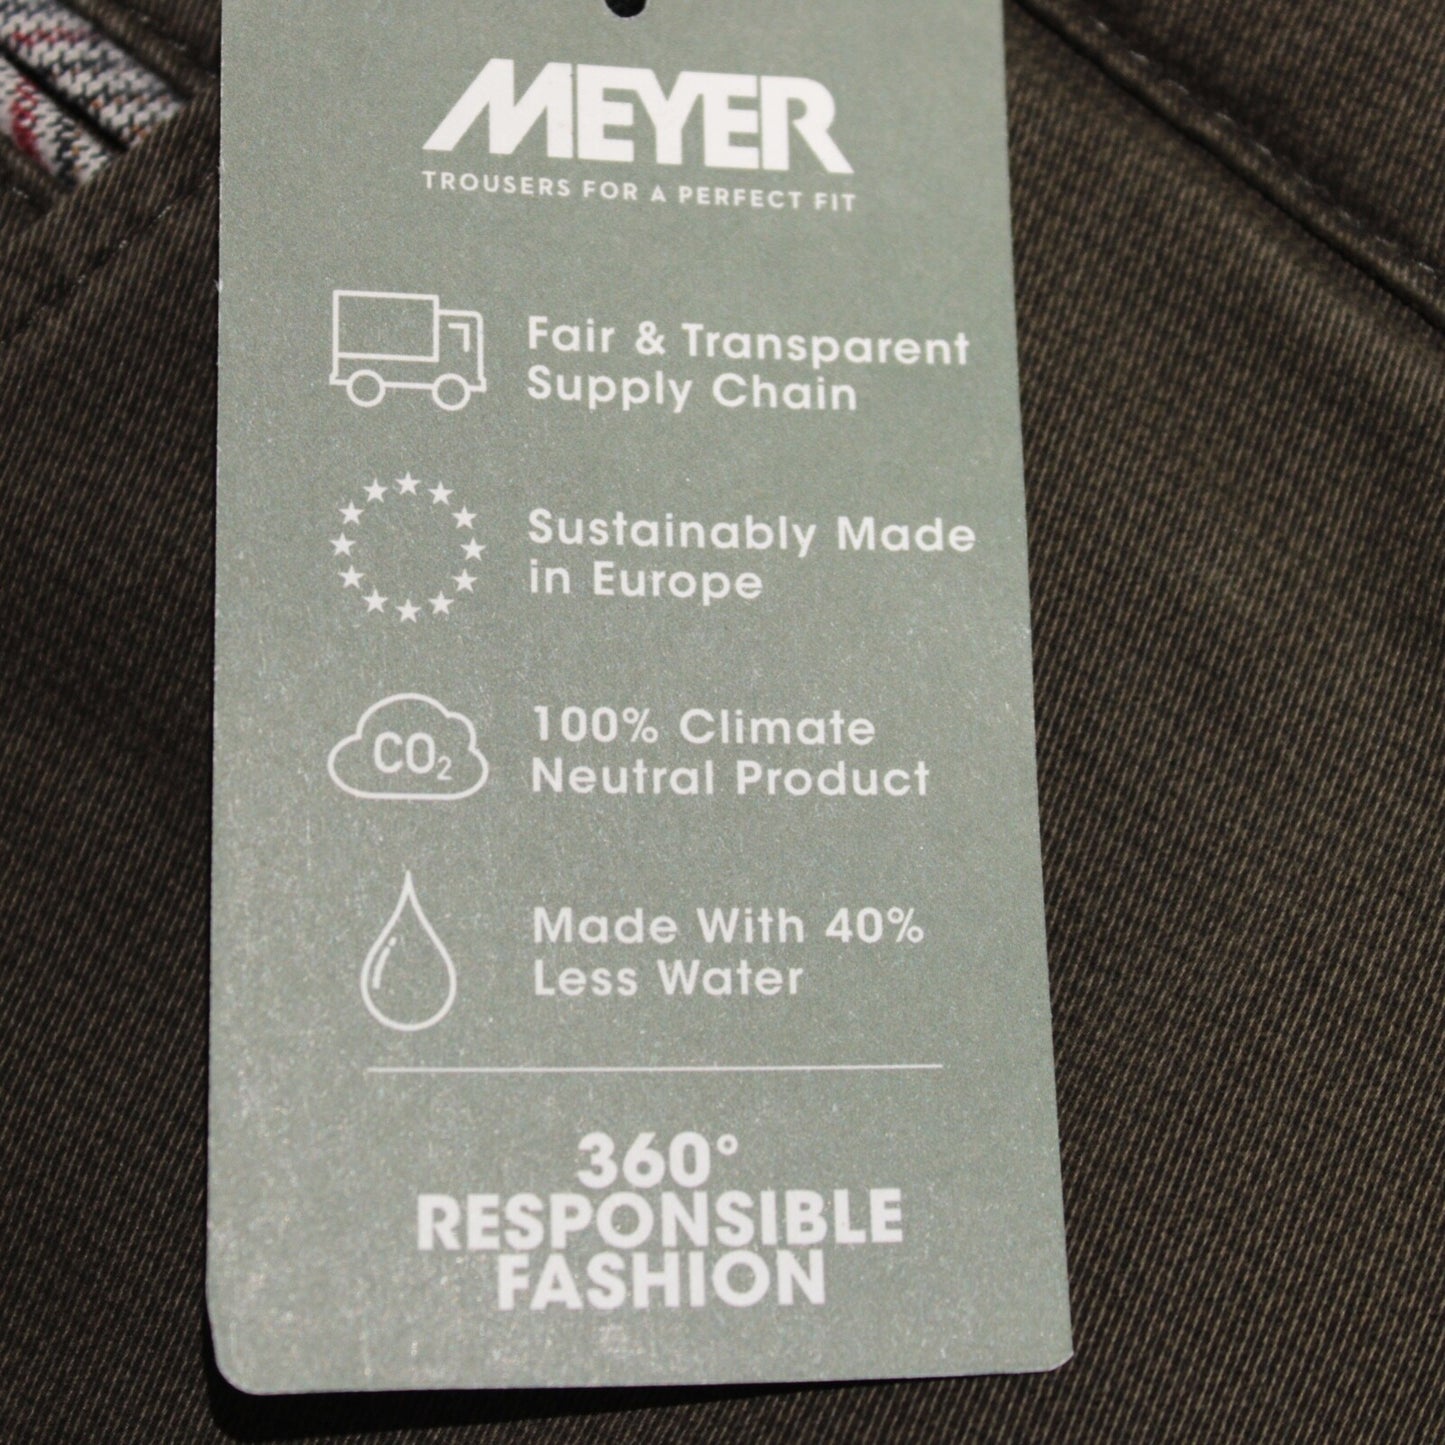 MEYER
TROUSERS FOR A PERFECT FIT
Fair & Transparent
Supply Chain
Sustainably Made
in Europe
CO₂
100% Climate
Neutral Product
Made With 40%
Less Water
360°
RESPONSIBLE
FASHION